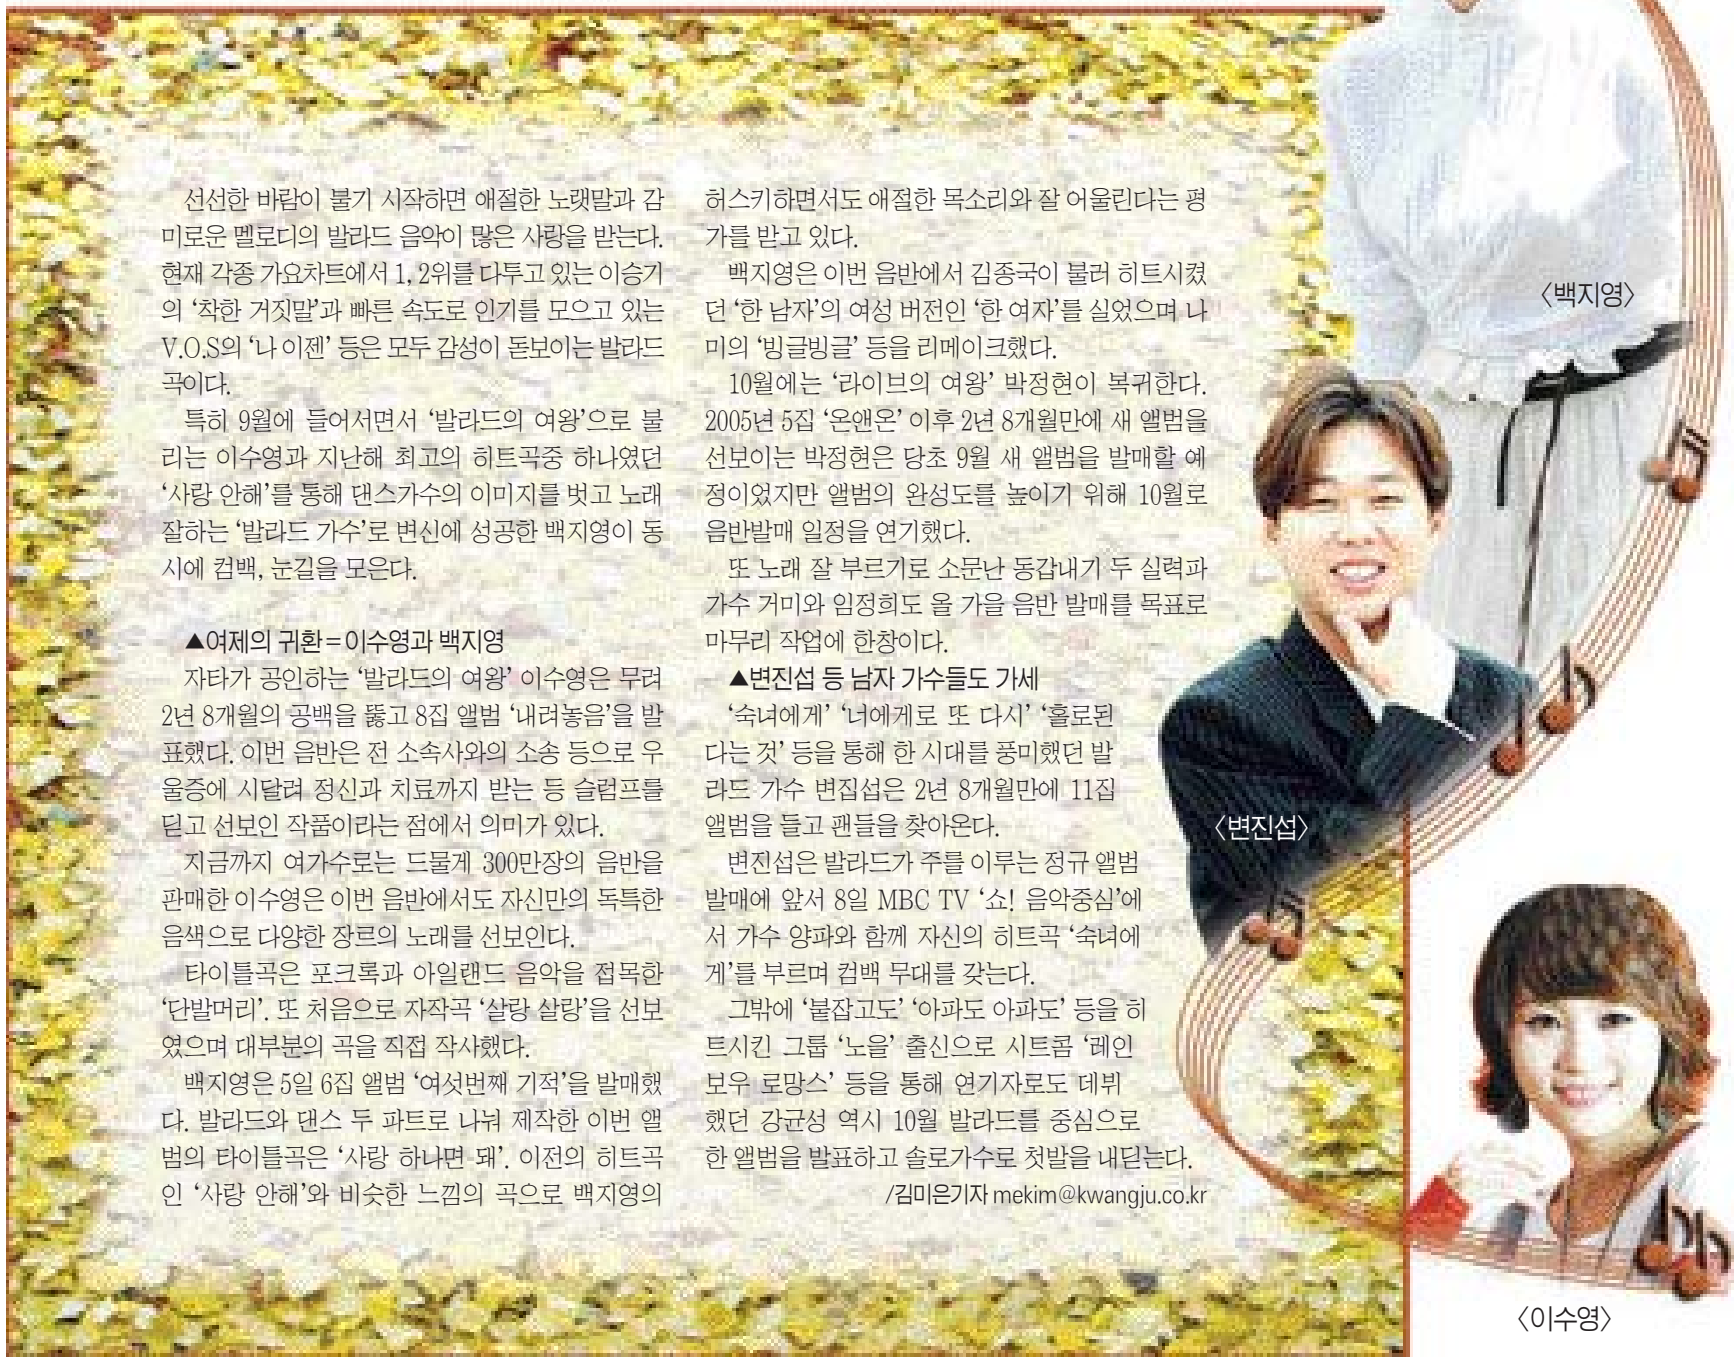 선선한 바람이 불기 시작하면 애절한 노랫말과 감
미로운 멜로디의 발라드 음악이 많은 사랑을 받는다.
현재 각종 가요차트에서 1, 2위를 다투고 있는 이승기
의 ‘착한 거짓말’과 빠른 속도로 인기를 모으고 있는
V.O.S의 ‘나 이젠’ 등은 모두 감성이 돋보이는 발라드
곡이다.
특히 9월에 들어서면서 ‘발라드의 여왕’으로 불
리는 이수영과 지난해 최고의 히트곡중 하나였던
‘사랑 안해’를 통해 댄스가수의 이미지를 벗고 노래
잘하는 ‘발라드 가수’로 변신에 성공한 백지영이 동
시에 컴백, 눈길을 모은다.
▲여제의 귀환=이수영과 백지영
자타가 공인하는 ‘발라드의 여왕’ 이수영은 무려
2년 8개월의 공백을 뚫고 8집 앨범 ‘내려놓음’을 발
표했다. 이번 음반은 전 소속사와의 소송 등으로 우
울증에 시달려 정신과 치료까지 받는 등 슬럼프를
딛고 선보인 작품이라는 점에서 의미가 있다.
지금까지 여가수로는 드물게 300만장의 음반을
판매한 이수영은 이번 음반에서도 자신만의 독특한
음색으로 다양한 장르의 노래를 선보인다.
타이틀곡은 포크록과 아일랜드 음악을 접목한
‘단발머리’. 또 처음으로 자작곡 ‘살랑 살랑’을 선보
였으며 대부분의 곡을 직접 작사했다.
백지영은 5일 6집 앨범 ‘여섯번째 기적’을 발매했
다. 발라드와 댄스 두 파트로 나눠 제작한 이번 앨
범의 타이틀곡은 ‘사랑 하나면 돼’. 이전의 히트곡
인 ‘사랑 안해’와 비슷한 느낌의 곡으로 백지영의
허스키하면서도 애절한 목소리와 잘 어울린다는 평
가를 받고 있다.
백지영은 이번 음반에서 김종국이 불러 히트시켰
던 ‘한 남자’의 여성 버전인 ‘한 여자’를 실었으며 나
미의 ‘빙글빙글’ 등을 리메이크했다.
10월에는 ‘라이브의 여왕’ 박정현이 복귀한다.
2005년 5집 ‘온앤온’ 이후 2년 8개월만에 새 앨범을
선보이는 박정현은 당초 9월 새 앨범을 발매할 예
정이었지만 앨범의 완성도를 높이기 위해 10월로
음반발매 일정을 연기했다.
또 노래 잘 부르기로 소문난 동갑내기 두 실력파
가수 거미와 임정희도 올 가을 음반 발매를 목표로
마무리 작업에 한창이다.
▲변진섭 등 남자 가수들도 가세
‘숙녀에게’ ‘너에게로 또 다시’ ‘홀로된
다는 것’ 등을 통해 한 시대를 풍미했던 발
라드 가수 변집섭은 2년 8개월만에 11집
앨범을 들고 팬들을 찾아온다.
변진섭은 발라드가 주를 이루는 정규 앨범
발매에 앞서 8일 MBC TV ‘쇼! 음악중심’에
서 가수 양파와 함께 자신의 히트곡 ‘숙녀에
게’를 부르며 컴백 무대를 갖는다.
그밖에 ‘붙잡고도’ ‘아파도 아파도’ 등을 히
트시킨 그룹 ‘노을’ 출신으로 시트콤 ‘레인
보우 로망스’ 등을 통해 연기자로도 데뷔
했던 강균성 역시 10월 발라드를 중심으로
한 앨범을 발표하고 솔로가수로 첫발을 내딛는다.
/김미은기자 mekim@kwangju.co.kr
〈백지영〉
〈변진섭〉
〈이수영〉